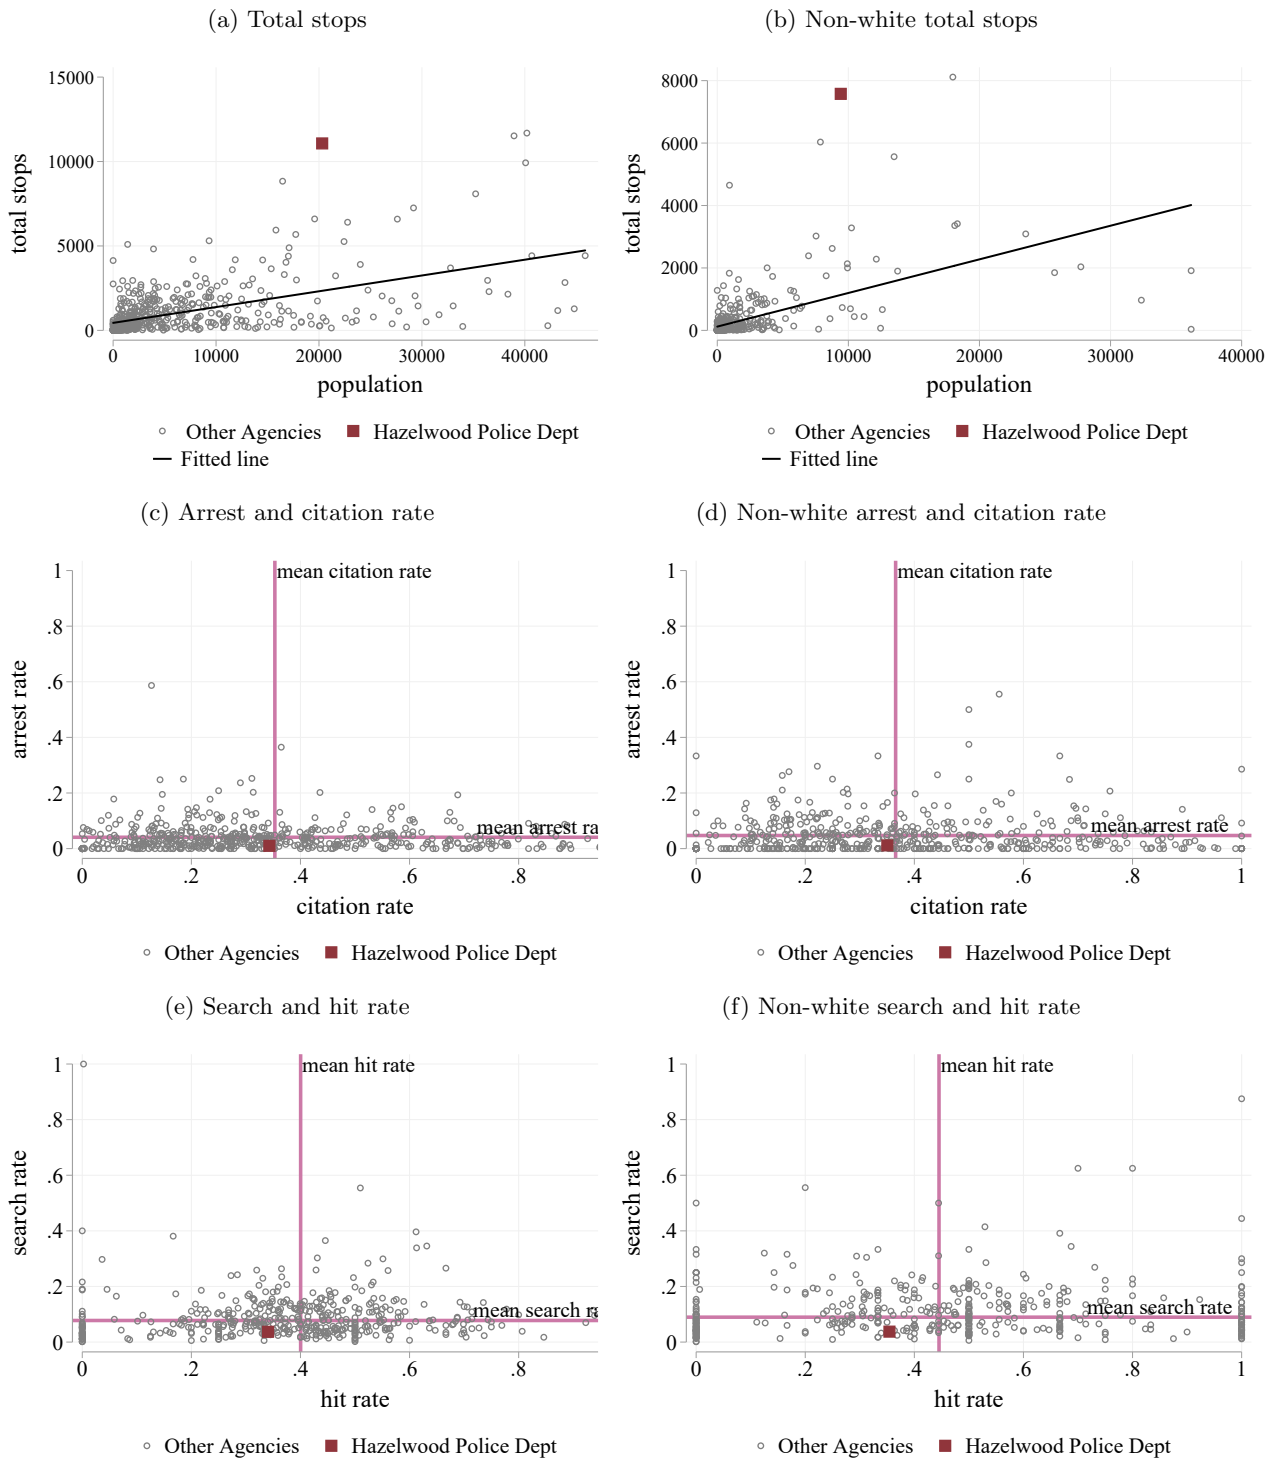 (a) Total stops
(b) Non-white total stops
15000
10000
5000
0
total stops
0 10000 20000 30000 40000
population
Other Agencies Hazelwood Police Dept
Fitted line
8000
6000
4000
2000
0
total stops
0 10000 20000 30000 40000
population
Other Agencies Hazelwood Police Dept
Fitted line
(c) Arrest and citation rate
(d) Non-white arrest and citation rate
mean citation rate
1
.8
.6
.4
.2
0
arrest rate
mean arrest ra
0 .2 .4 .6 .8
citation rate
Other Agencies Hazelwood Police Dept
mean citation rate
1
.8
.6
.4
.2
0
arrest rate
mean arrest rate
0 .2 .4 .6 .8 1
citation rate
Other Agencies Hazelwood Police Dept
(e) Search and hit rate
(f) Non-white search and hit rate
mean hit rate
1
.8
.6
.4
.2
0
search rate
mean search ra
0 .2 .4 .6 .8
hit rate
Other Agencies Hazelwood Police Dept
mean hit rate
1
.8
.6
.4
.2
0
search rate
mean search rate
0 .2 .4 .6 .8 1
hit rate
Other Agencies Hazelwood Police Dept